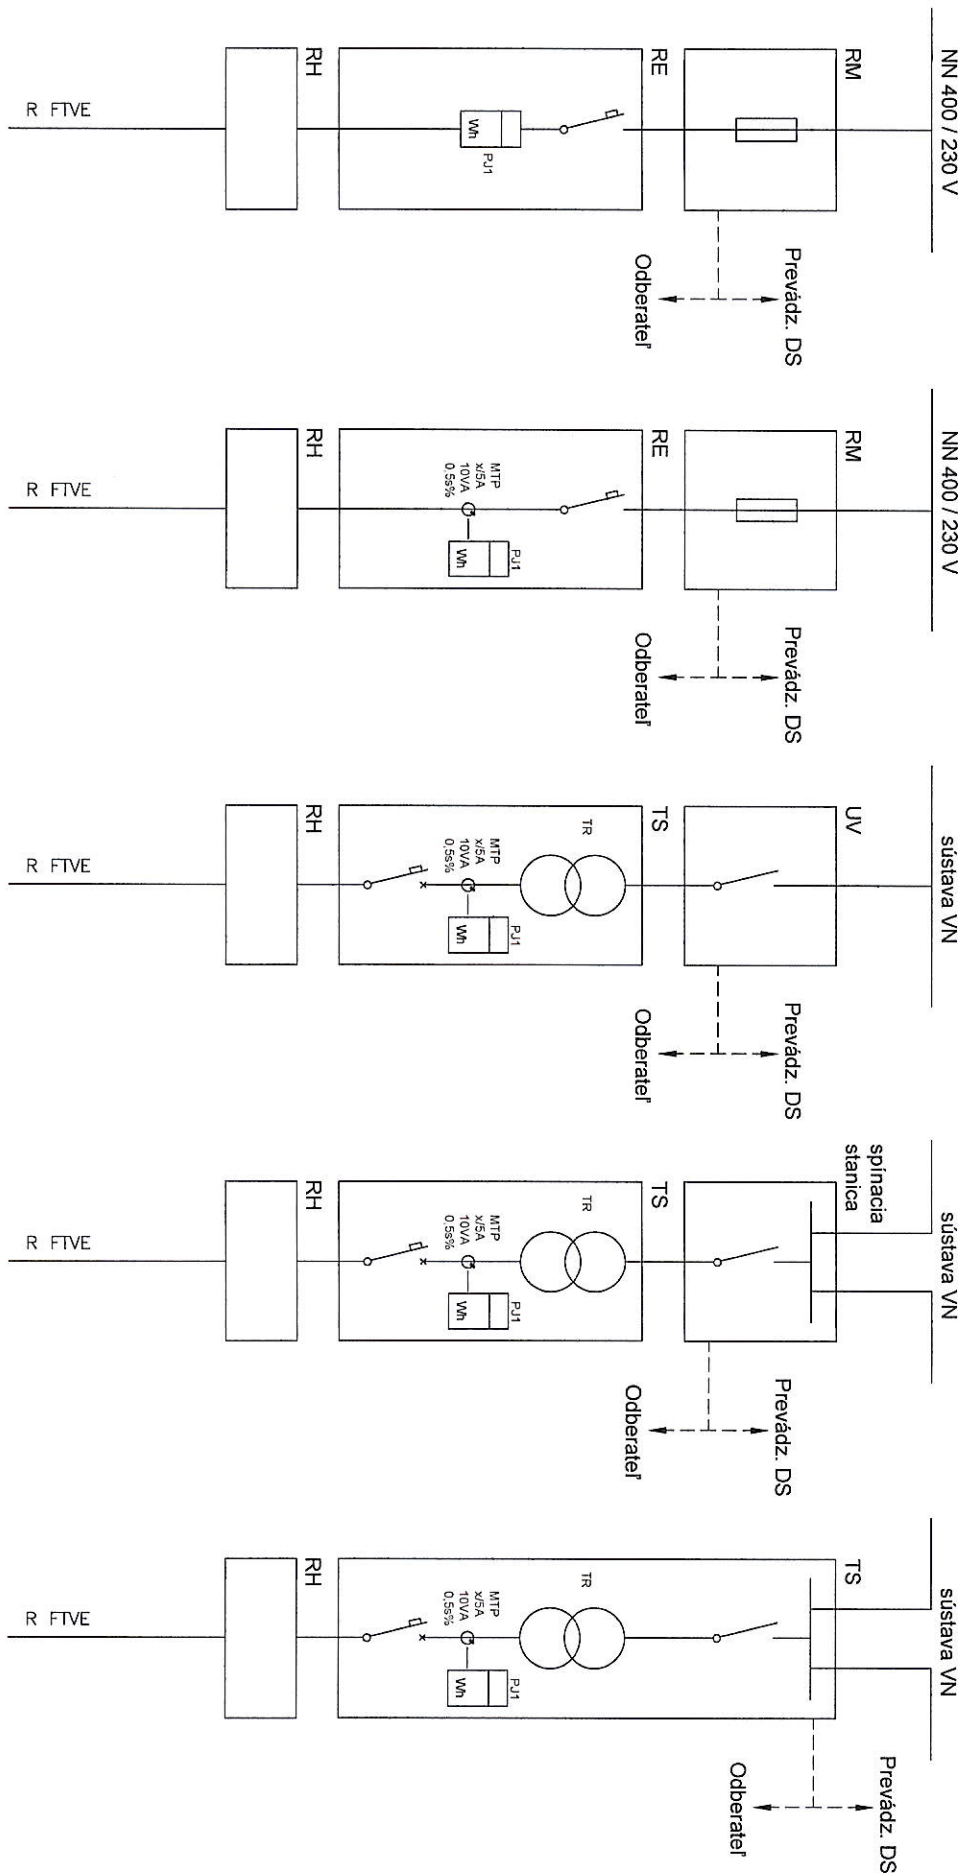 NN 400 / 230 V
RM
Prevádz. DS
Odberateľ
RE
Wh
PJ1
RH
R FTVE
NN 400 / 230 V
RM
Prevádz. DS
Odberateľ
RE
MTP
x/5A
10VA
0,5s%
PJ1
Wh
RH
R FTVE
sústava VN
UV
Prevádz. DS
Odberateľ
TS
TR
MTP
x/5A
10VA
0,5s%
PJ1
Wh
RH
R FTVE
sústava VN
spínacia
stanica
Prevádz. DS
Odberateľ
TS
TR
MTP
x/5A
10VA
0,5s%
PJ1
Wh
RH
R FTVE
sústava VN
TS
Prevádz. DS
Odberateľ
TR
MTP
x/5A
10VA
0,5s%
PJ1
Wh
RH
R FTVE